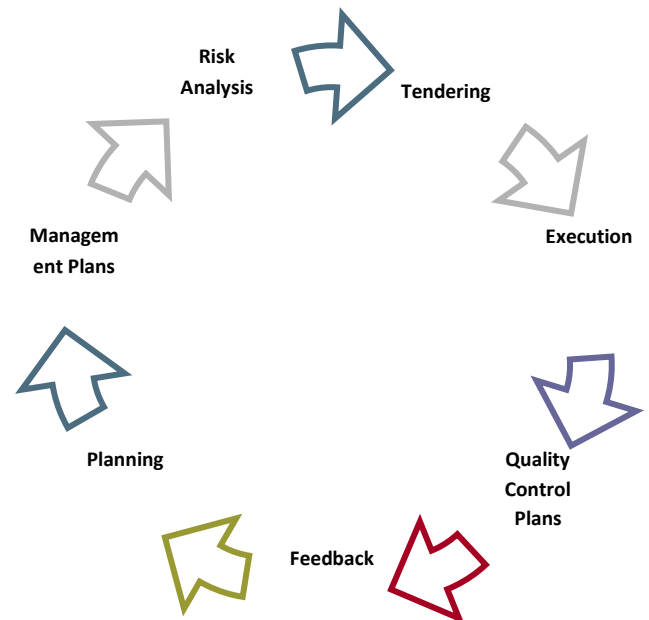 Risk
Analysis
Tendering
Managem
ent Plans
Execution
Planning
Quality
Control
Plans
Feedback